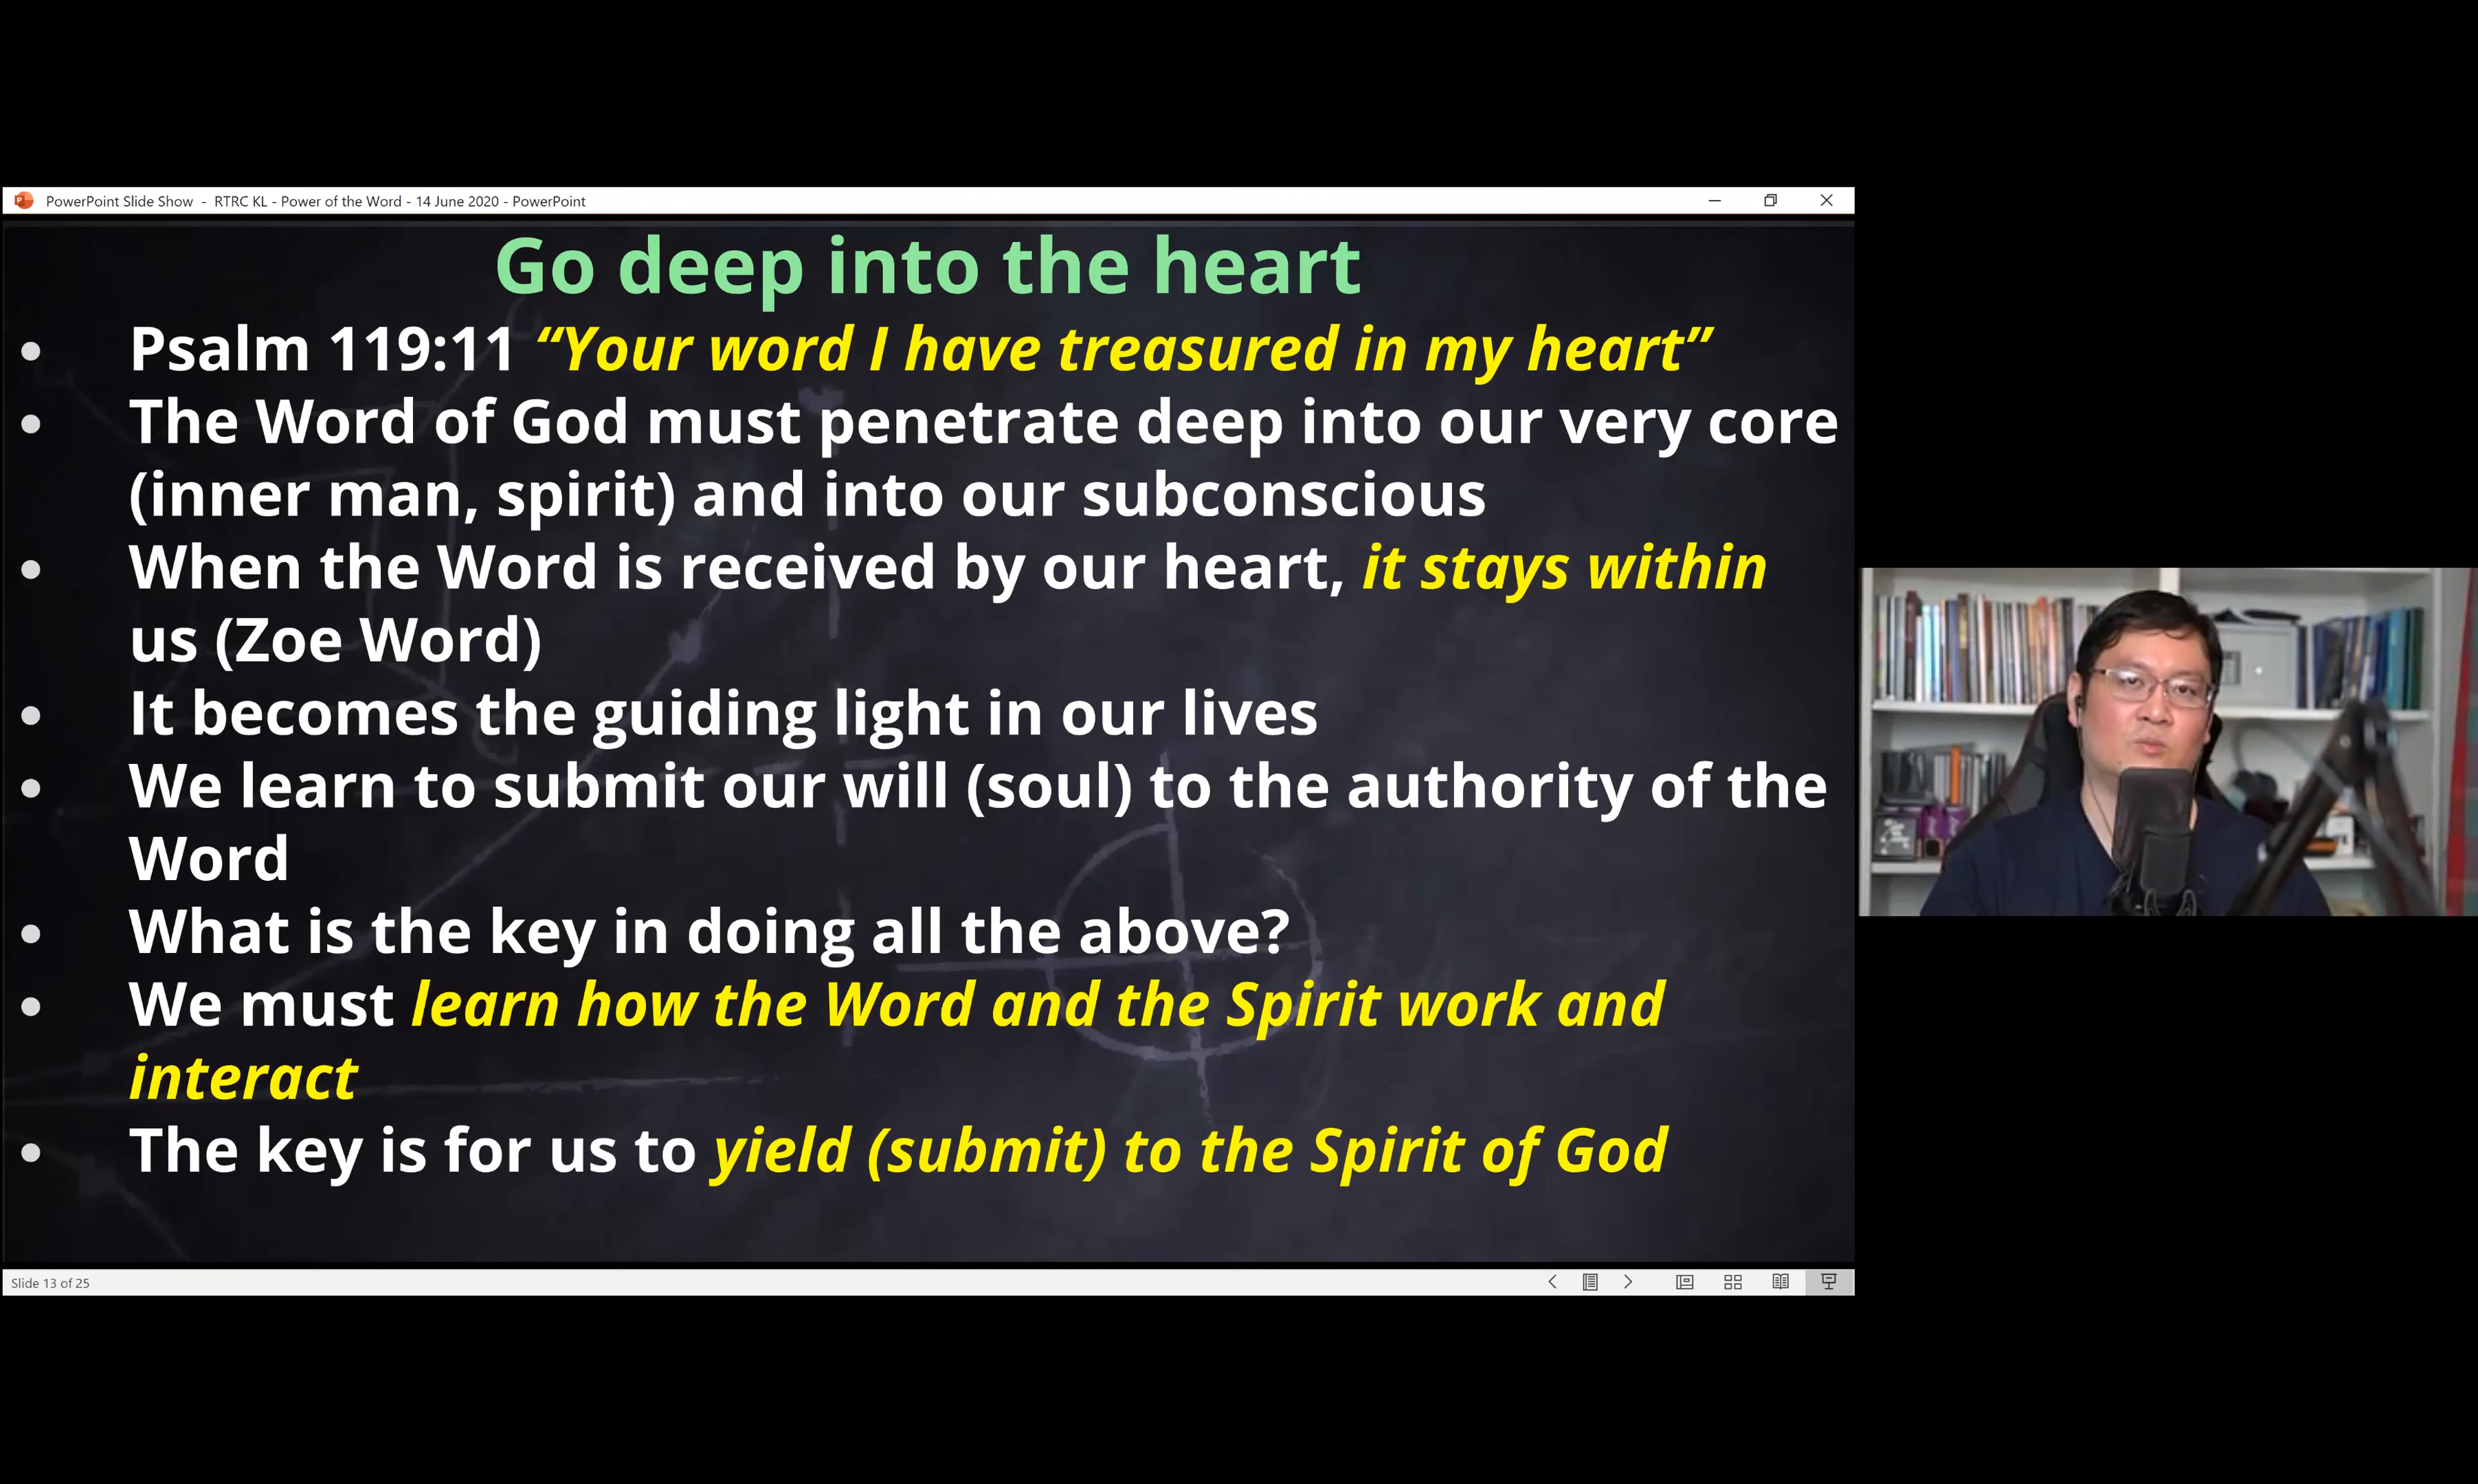 PowerPoint Slide Show - RTRC KL - Power of the Word - 14 June 2020 - PowerPoint
Go deep into the heart
• Psalm 119:11 “Your word I have treasured in my heart”
• The Word of God must penetrate deep into our very core
(inner man, spirit) and into our subconscious
• When the Word is received by our heart, it stays within
us (Zoe Word)
• It becomes the guiding light in our lives
• We learn to submit our will (soul) to the authority of the
Word
• What is the key in doing all the above?
• We must learn how the Word and the Spirit work and
interact
• The key is for us to yield (submit) to the Spirit of God
Slide 13 of 25